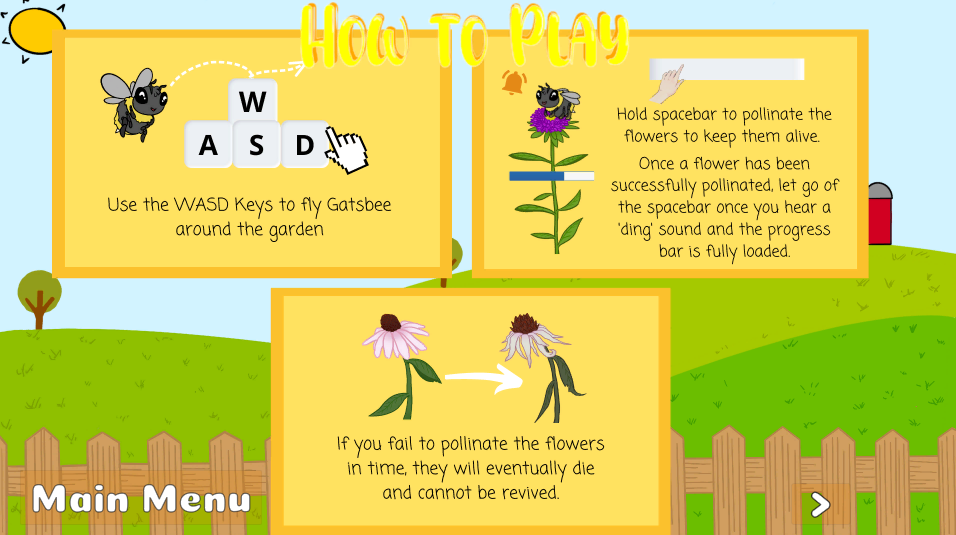 How To Play
W
A S D
Use the WASD Keys to fly Gatsbee
around the garden
Hold spacebar to pollinate the
flowers to keep them alive.
Once a flower has been
successfully pollinated, let go of
the spacebar once you hear a
'ding' sound and the progress
bar is fully loaded.
If you fail to pollinate the flowers
in time, they will eventually die
and cannot be revived.
Main Menu
>